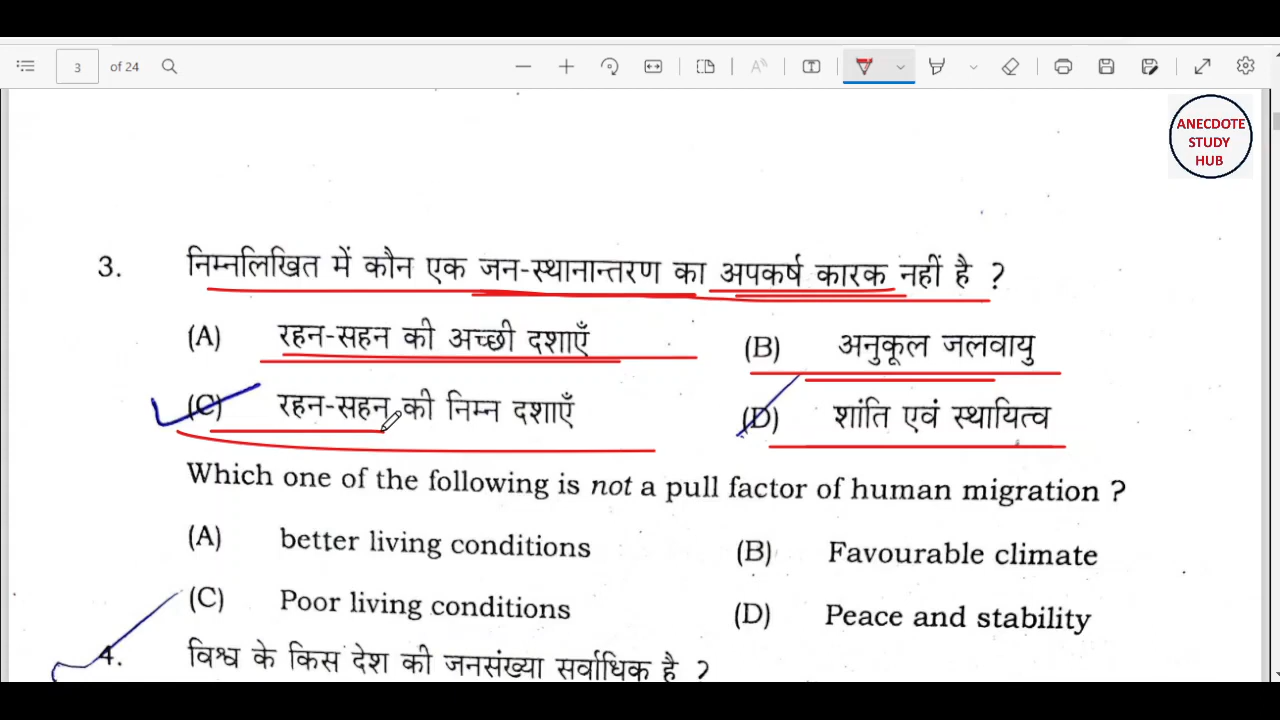 3
of 24
ANECDOTE
STUDY
HUB
3. निम्नलिखित में कौन एक जन-स्थानान्तरण का अपकर्ष कारक नहीं है ?
(A) रहन-सहन की अच्छी दशाएँ (B) अनुकूल जलवायु
(C) रहन-सहन की निम्न दशाएँ (D) शांति एवं स्थायित्व
Which one of the following is not a pull factor of human migration ?
(A) better living conditions (B) Favourable climate
(C) Poor living conditions (D) Peace and stability
4. विश्व के किस देश की जनसंख्या सर्वाधिक है ?